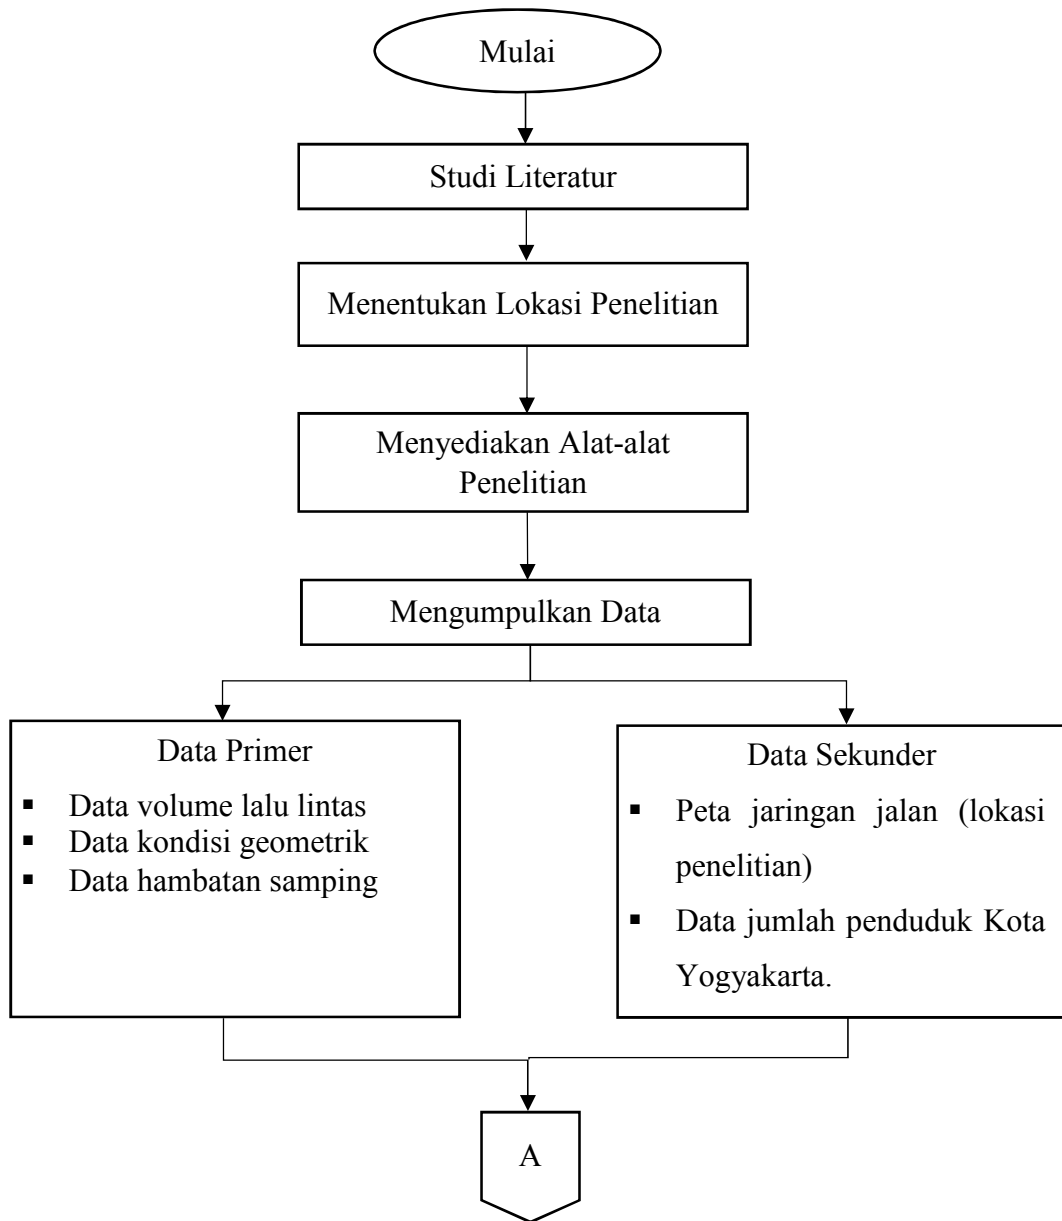 Mulai
Studi Literatur
Menentukan Lokasi Penelitian
Menyediakan Alat-alat
Penelitian
Mengumpulkan Data
Data Primer
▪ Data volume lalu lintas
▪ Data kondisi geometrik
▪ Data hambatan samping
Data Sekunder
▪ Peta jaringan jalan (lokasi
penelitian)
▪ Data jumlah penduduk Kota
Yogyakarta.
A